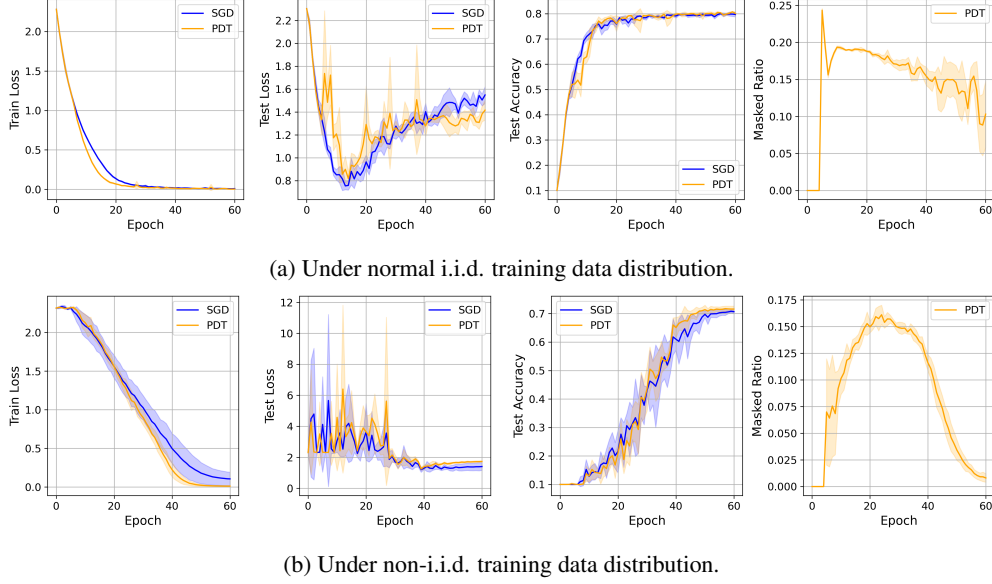 2.0
1.5
1.0
0.5
0.0
Train Loss
0 20 40 60
Epoch
SGD
PDT
2.2
2.0
1.8
1.6
1.4
1.2
1.0
0.8
Test Loss
0 10 20 30 40 50 60
Epoch
SGD
PDT
0.8
0.7
0.6
0.5
0.4
0.3
0.2
0.1
Test Accuracy
0 20 40 60
Epoch
SGD
PDT
0.20
0.15
0.10
0.05
0.00
Masked Ratio
0 20 40 60
Epoch
PDT
(a) Under normal i.i.d. training data distribution.
2.0
1.5
1.0
0.5
0.0
Train Loss
0 20 40 60
Epoch
SGD
PDT
12
10
8
6
4
2
0
Test Loss
0 20 40 60
Epoch
SGD
PDT
0.7
0.6
0.5
0.4
0.3
0.2
0.1
Test Accuracy
0 20 40 60
Epoch
SGD
PDT
0.175
0.150
0.125
0.100
0.075
0.050
0.025
0.000
Masked Ratio
0 20 40 60
Epoch
PDT
(b) Under non-i.i.d. training data distribution.